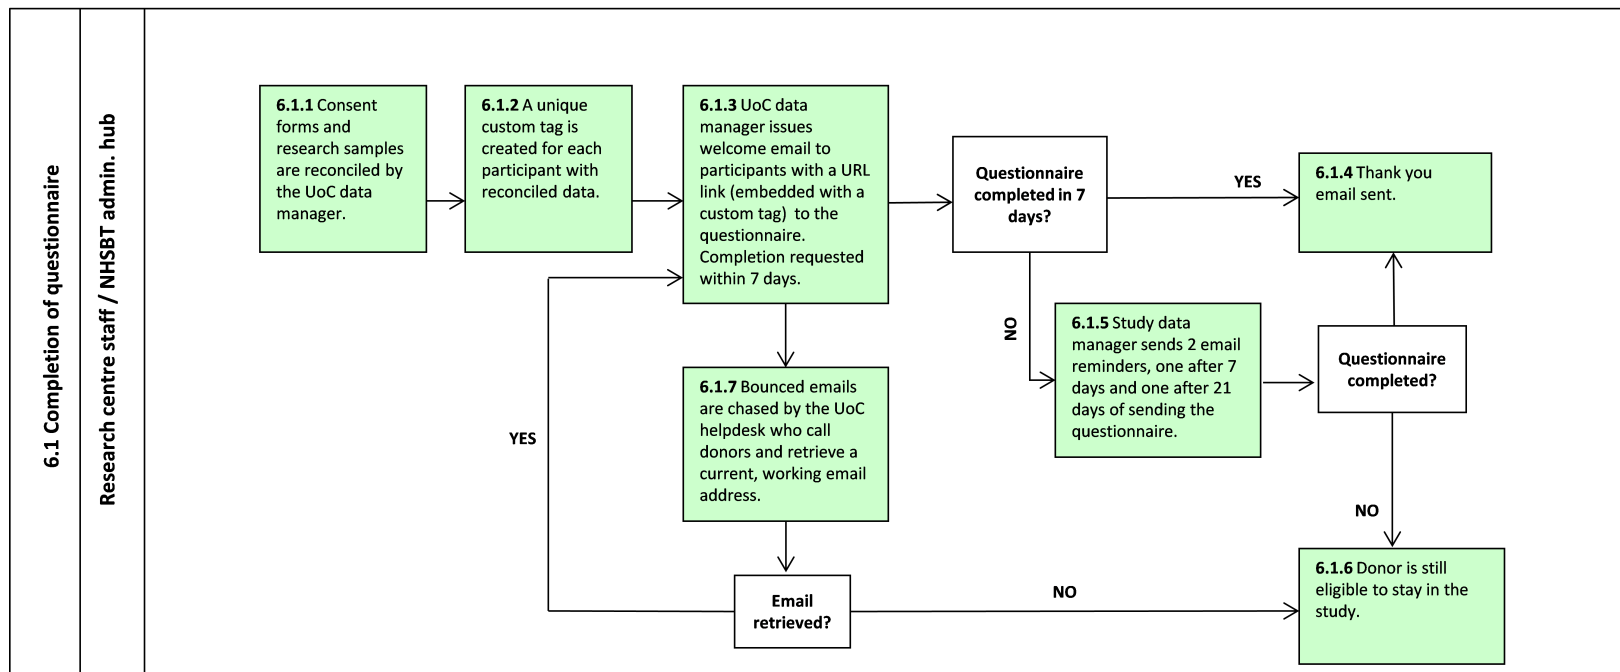 6.1 Completion of questionnaire
Research centre staff / NHSBT admin. hub
6.1.1 Consent
forms and
research samples
are reconciled by
the UoC data
manager.
6.1.2 A unique
custom tag is
created for each
participant with
reconciled data.
6.1.3 UoC data
manager issues
welcome email to
participants with a URL
link (embedded with a
custom tag) to the
questionnaire.
Completion requested
within 7 days.
Questionnaire
completed in 7
days?
YES
6.1.4 Thank you
email sent.
NO
6.1.5 Study data
manager sends 2 email
reminders, one after 7
days and one after 21
days of sending the
questionnaire.
Questionnaire
completed?
6.1.7 Bounced emails
are chased by the UoC
helpdesk who call
donors and retrieve a
current, working email
address.
YES
NO
Email
retrieved?
NO
6.1.6 Donor is still
eligible to stay in the
study.